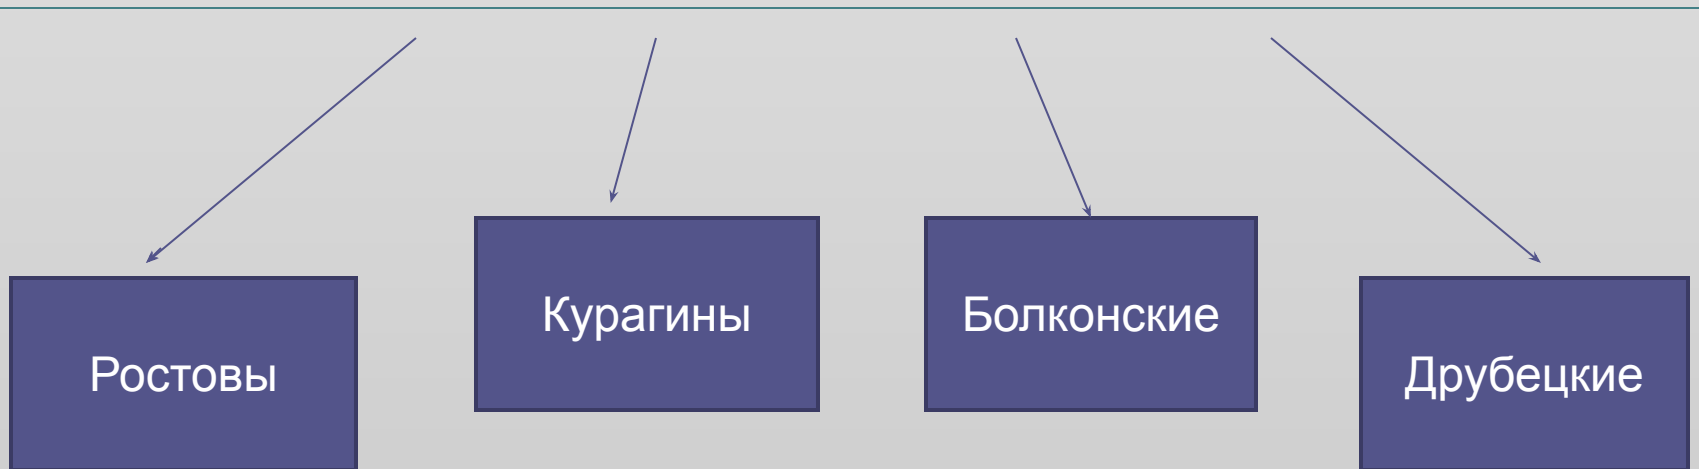 Ростовы
Курагины
Болконские
Друбецкие